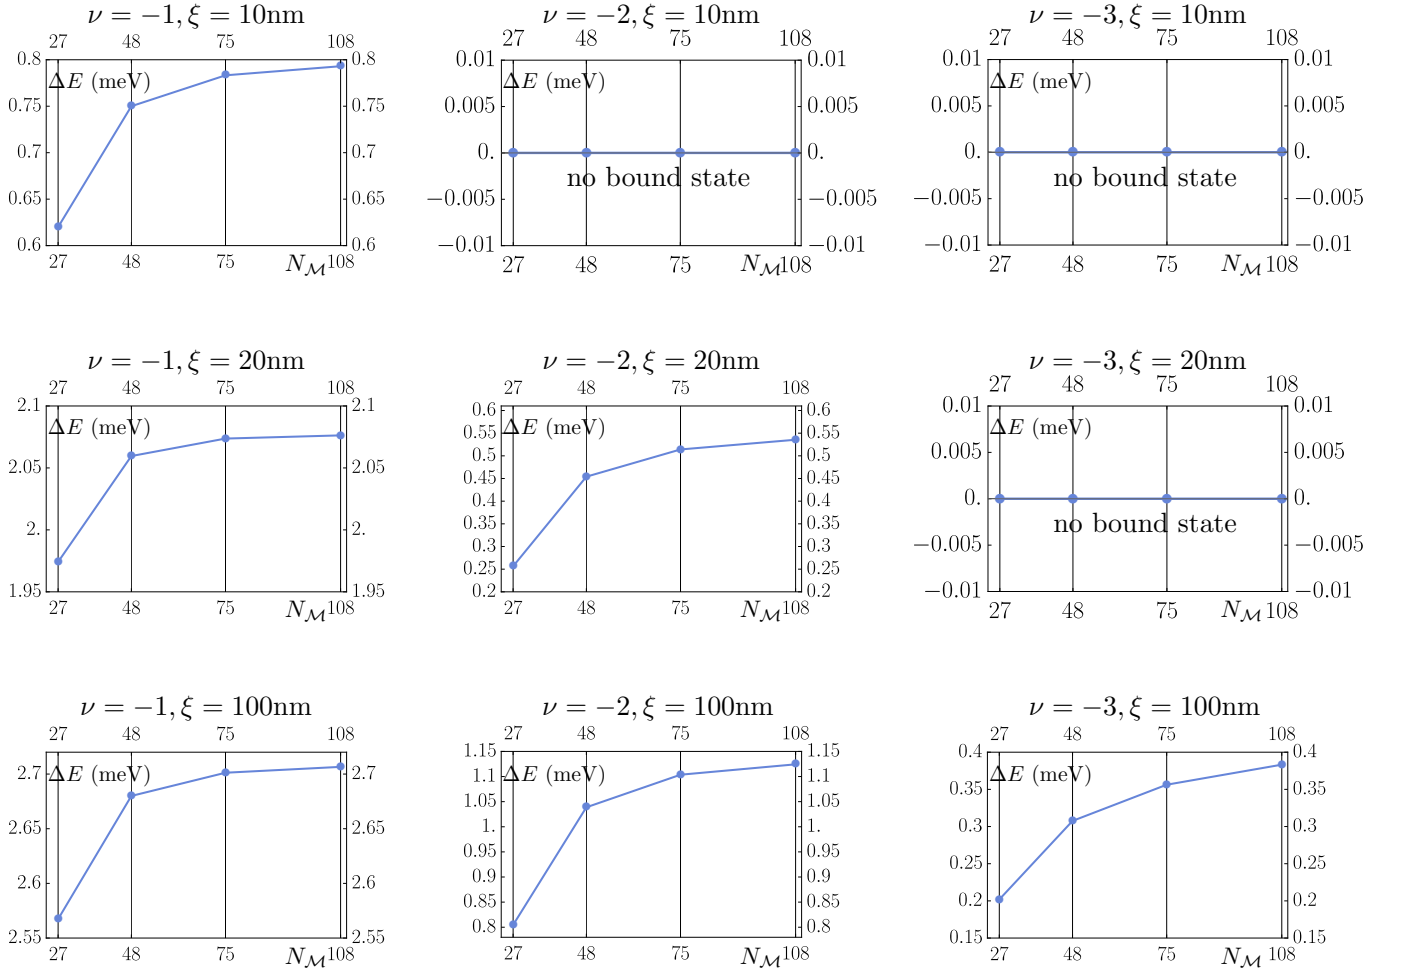 ν = −1, ξ = 10nm
27 48 75 108
0.8 ΔE (meV) 0.8
0.75 0.75
0.7 0.7
0.65 0.65
0.6 0.6
27 48 75 N_ℳ 108
ν = −2, ξ = 10nm
27 48 75 108
0.01 0.01
ΔE (meV)
0.005 0.005
0. 0.
no bound state
−0.005 −0.005
−0.01 −0.01
27 48 75 N_ℳ 108
ν = −3, ξ = 10nm
27 48 75 108
0.01 0.01
ΔE (meV)
0.005 0.005
0. 0.
no bound state
−0.005 −0.005
−0.01 −0.01
27 48 75 N_ℳ 108
ν = −1, ξ = 20nm
27 48 75 108
2.1 2.1
ΔE (meV)
2.05 2.05
2. 2.
1.95 1.95
27 48 75 N_ℳ 108
ν = −2, ξ = 20nm
27 48 75 108
0.6 0.6
0.55 ΔE (meV) 0.55
0.5 0.5
0.45 0.45
0.4 0.4
0.35 0.35
0.3 0.3
0.25 0.25
0.2 0.2
27 48 75 N_ℳ 108
ν = −3, ξ = 20nm
27 48 75 108
0.01 0.01
ΔE (meV)
0.005 0.005
0. 0.
no bound state
−0.005 −0.005
−0.01 −0.01
27 48 75 N_ℳ 108
ν = −1, ξ = 100nm
27 48 75 108
2.7 ΔE (meV) 2.7
2.65 2.65
2.6 2.6
2.55 2.55
27 48 75 N_ℳ 108
ν = −2, ξ = 100nm
27 48 75 108
1.15 1.15
1.1 ΔE (meV) 1.1
1.05 1.05
1. 1.
0.95 0.95
0.9 0.9
0.85 0.85
0.8 0.8
27 48 75 N_ℳ 108
ν = −3, ξ = 100nm
27 48 75 108
0.4 0.4
ΔE (meV)
0.35 0.35
0.3 0.3
0.25 0.25
0.2 0.2
0.15 0.15
27 48 75 N_ℳ 108